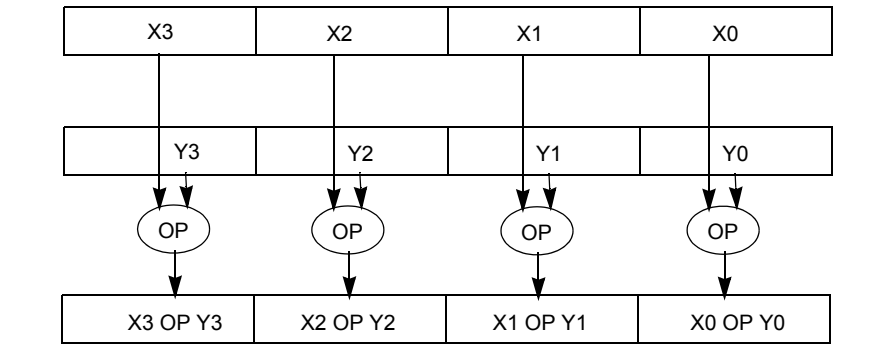 X3 X2 X1 X0
Y3 Y2 Y1 Y0
OP OP OP OP
X3 OP Y3 X2 OP Y2 X1 OP Y1 X0 OP Y0